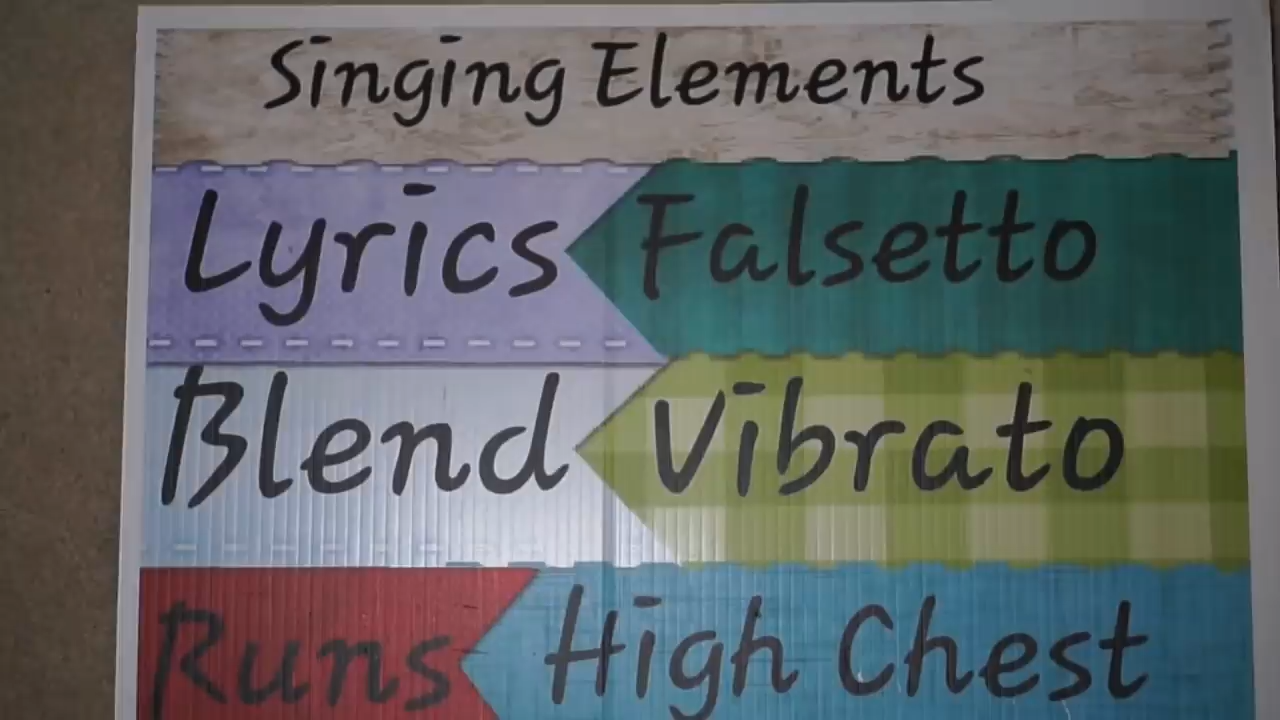 Singing Elements
Lyrics Falsetto
Blend Vibrato
Runs High Chest